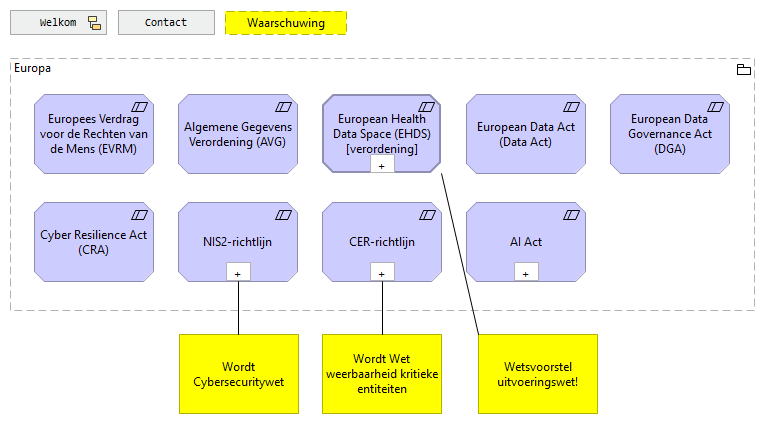 Welkom
Contact
Waarschuwing
Europa
Europees Verdrag
voor de Rechten van
de Mens (EVRM)
Algemene Gegevens
Verordening (AVG)
European Health
Data Space (EHDS)
[verordening]
+
European Data Act
(Data Act)
European Data
Governance Act
(DGA)
Cyber Resilience Act
(CRA)
NIS2-richtlijn
+
CER-richtlijn
+
AI Act
+
Wordt
Cybersecuritywet
Wordt Wet
weerbaarheid kritieke
entiteiten
Wetsvoorstel
uitvoeringswet!